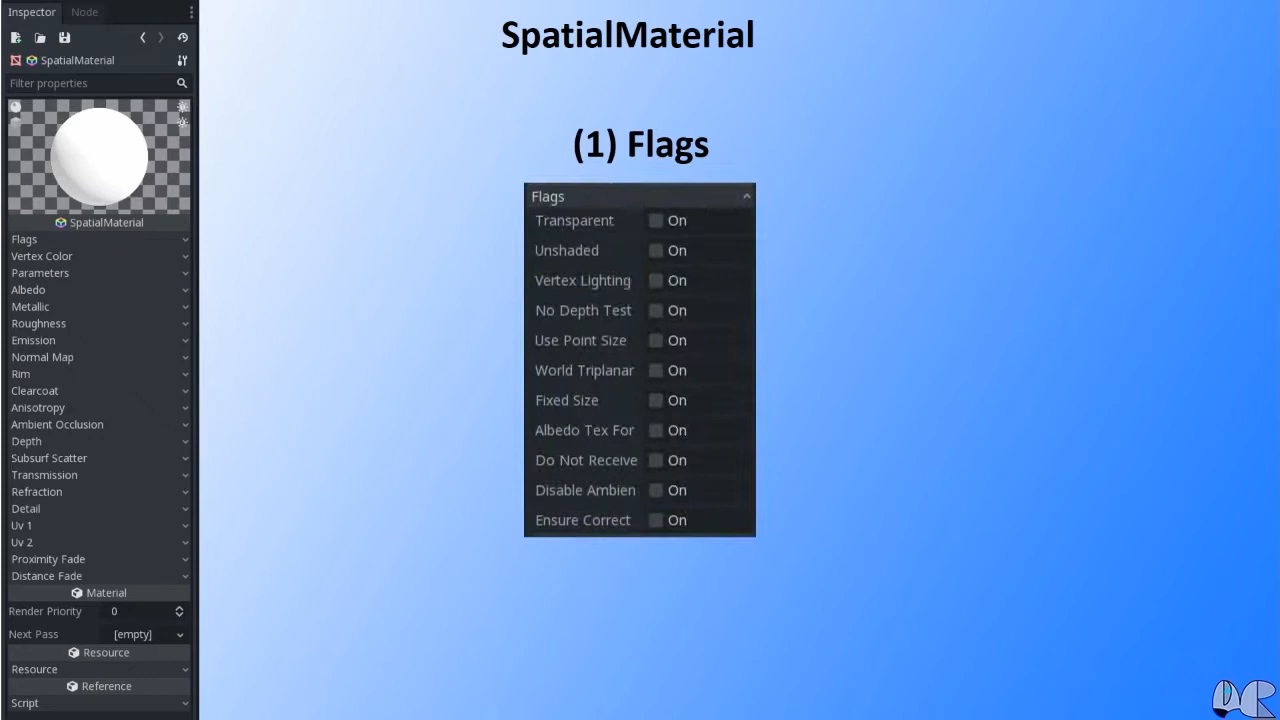 Inspector Node
SpatialMaterial
Filter properties
SpatialMaterial
Flags
Vertex Color
Parameters
Albedo
Metallic
Roughness
Emission
Normal Map
Rim
Clearcoat
Anisotropy
Ambient Occlusion
Depth
Subsurf Scatter
Transmission
Refraction
Detail
Uv 1
Uv 2
Proximity Fade
Distance Fade
Material
Render Priority 0
Next Pass [empty]
Resource
Resource
Reference
Script
SpatialMaterial
(1) Flags
Flags
Transparent On
Unshaded On
Vertex Lighting On
No Depth Test On
Use Point Size On
World Triplanar On
Fixed Size On
Albedo Tex For On
Do Not Receive On
Disable Ambien On
Ensure Correct On